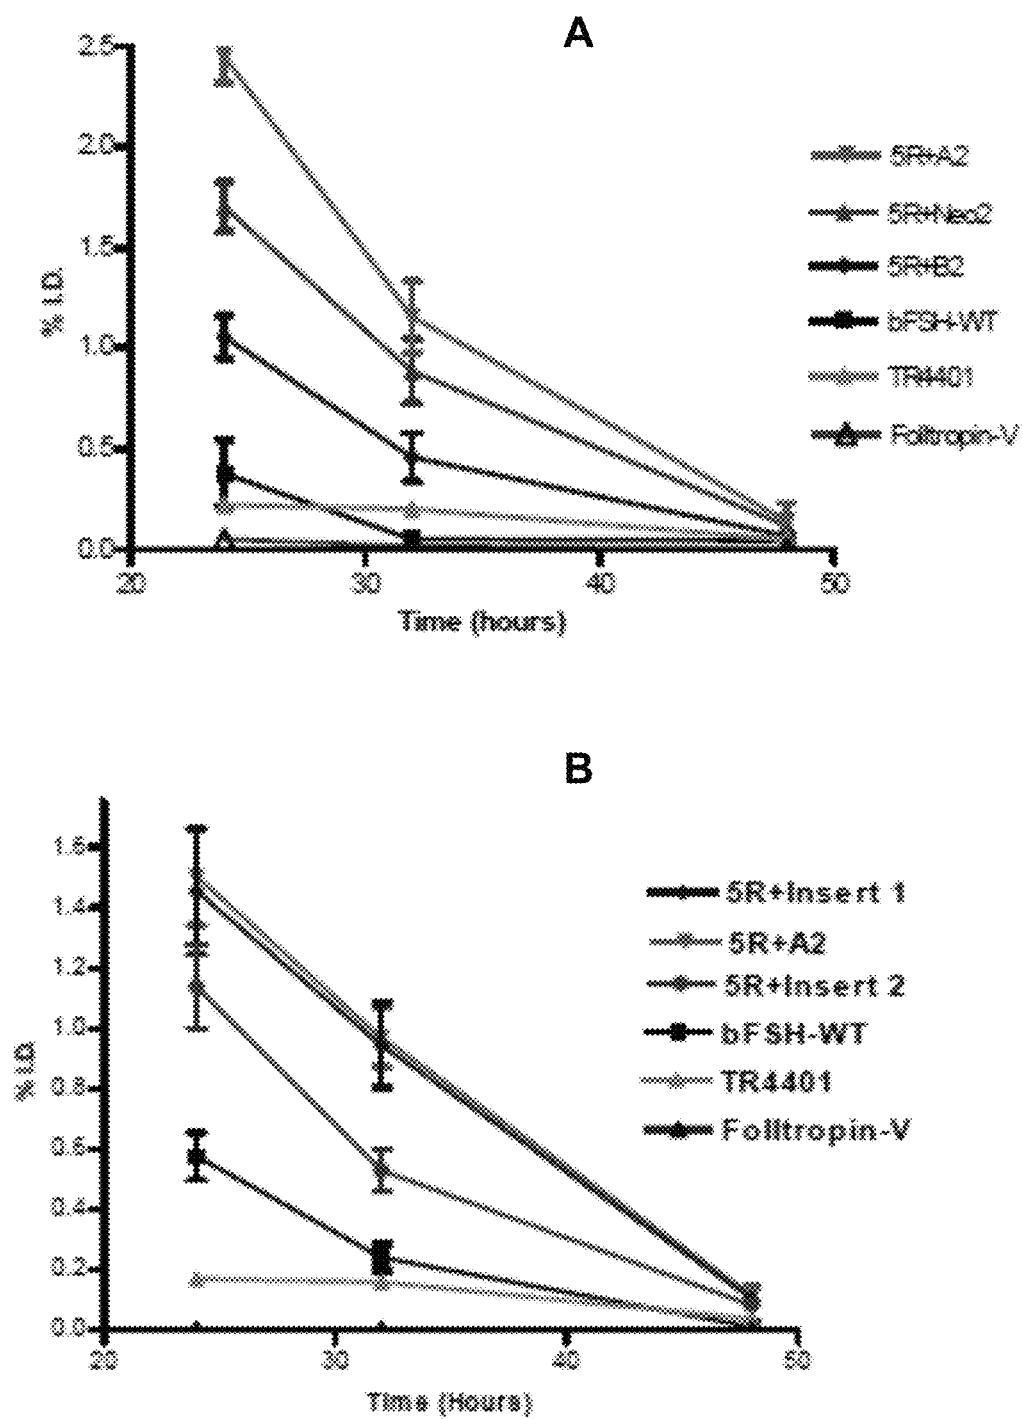 A
2.5
2.0
1.5
1.0
0.5
0.0
% I.D.
20 30 40 50
Time (hours)
5R+A2
5R+Neo2
5R+B2
bFSH-WT
TR4401
Folltropin-V
B
1.6
1.4
1.2
1.0
0.8
0.6
0.4
0.2
0.0
% I.D.
20 30 40 50
Time (Hours)
5R+Insert 1
5R+A2
5R+Insert 2
bFSH-WT
TR4401
Folltropin-V